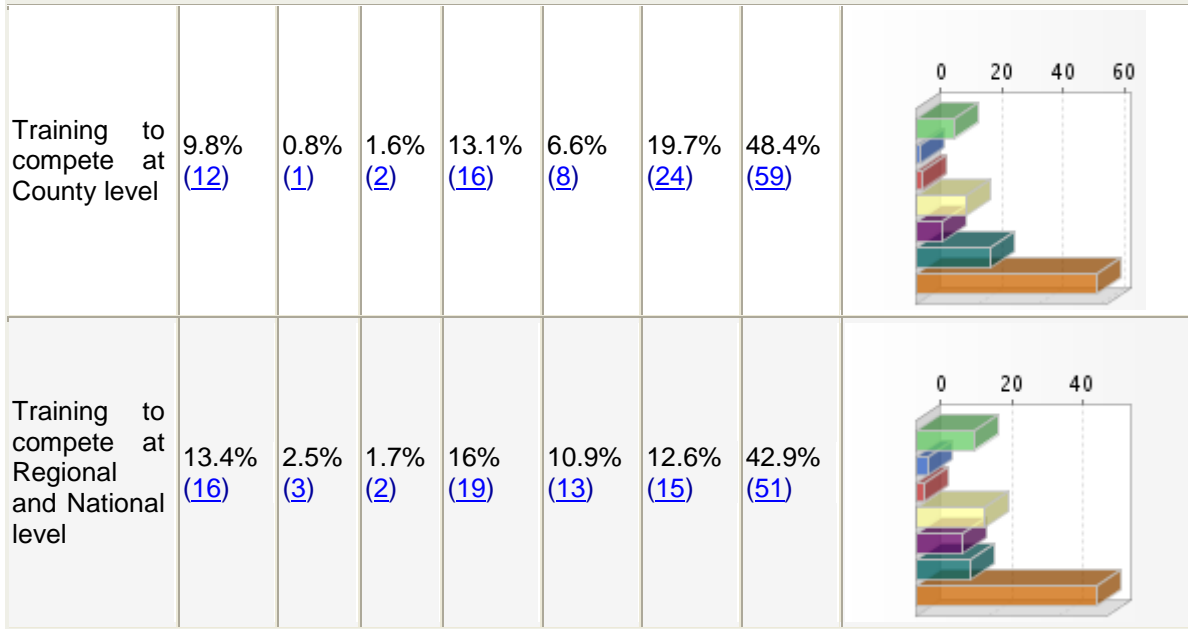 0 20 40 60
Training to
compete at
County level
9.8% 0.8% 1.6% 13.1% 6.6% 19.7% 48.4%
(12) (1) (2) (16) (8) (24) (59)
0 20 40
Training to
compete at
Regional
and National
level
13.4% 2.5% 1.7% 16% 10.9% 12.6% 42.9%
(16) (3) (2) (19) (13) (15) (51)